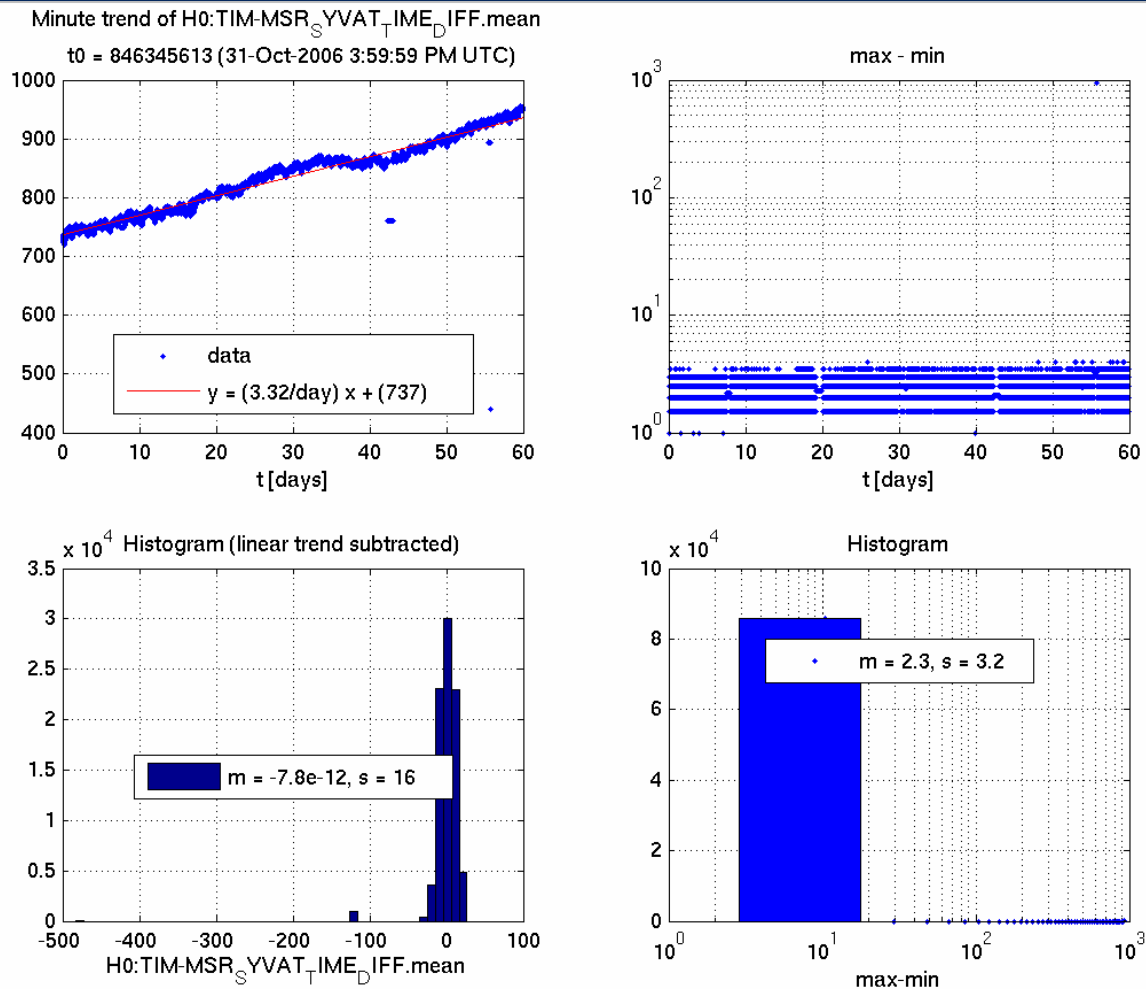 Minute trend of H0:TIM-MSR_SYVAT_TIME_DIFF.mean
t0 = 846345613 (31-Oct-2006 3:59:59 PM UTC)
1000
900
800
700
600
500
400
0 10 20 30 40 50 60
t [days]
data
y = (3.32/day) x + (737)
max - min
10^3
10^2
10^1
10^0
0 10 20 30 40 50 60
t [days]
x 10^4 Histogram (linear trend subtracted)
3.5
3
2.5
2
1.5
1
0.5
0
-500 -400 -300 -200 -100 0 100
H0:TIM-MSR_SYVAT_TIME_DIFF.mean
m = -7.8e-12, s = 16
x 10^4 Histogram
10
8
6
4
2
0
10^0 10^1 10^2 10^3
max-min
m = 2.3, s = 3.2